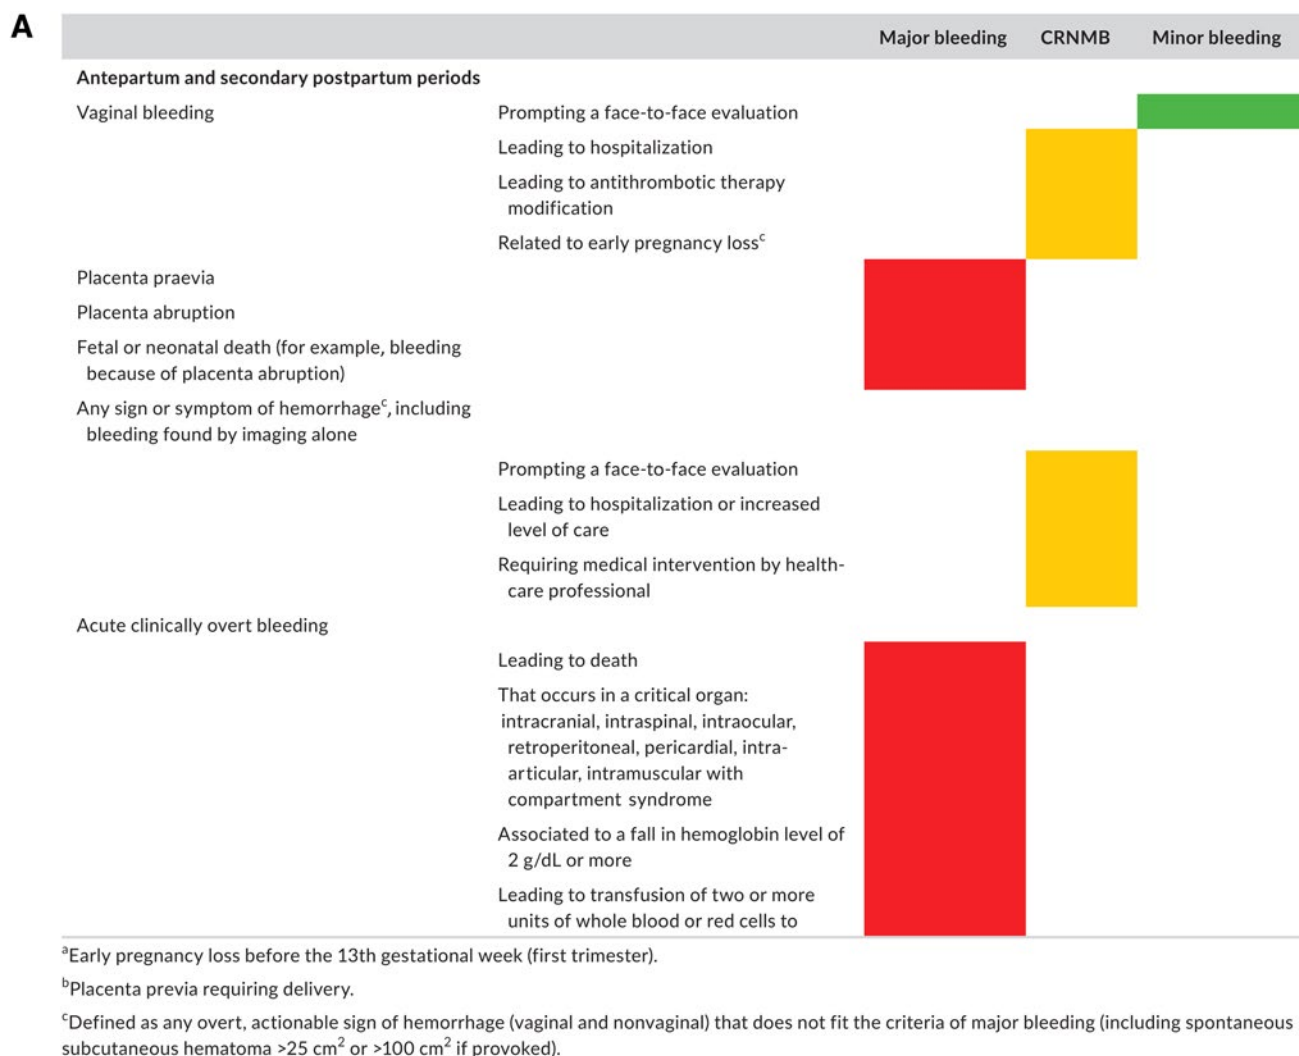 A
Major bleeding CRNMB Minor bleeding
Antepartum and secondary postpartum periods
Vaginal bleeding Prompting a face-to-face evaluation
Leading to hospitalization
Leading to antithrombotic therapy
modification
Related to early pregnancy lossᶜ
Placenta praevia
Placenta abruption
Fetal or neonatal death (for example, bleeding
because of placenta abruption)
Any sign or symptom of hemorrhageᶜ, including
bleeding found by imaging alone
Prompting a face-to-face evaluation
Leading to hospitalization or increased
level of care
Requiring medical intervention by health-
care professional
Acute clinically overt bleeding
Leading to death
That occurs in a critical organ:
intracranial, intraspinal, intraocular,
retroperitoneal, pericardial, intra-
articular, intramuscular with
compartment syndrome
Associated to a fall in hemoglobin level of
2 g/dL or more
Leading to transfusion of two or more
units of whole blood or red cells to
ᵃEarly pregnancy loss before the 13th gestational week (first trimester).
ᵇPlacenta previa requiring delivery.
ᶜDefined as any overt, actionable sign of hemorrhage (vaginal and nonvaginal) that does not fit the criteria of major bleeding (including spontaneous
subcutaneous hematoma >25 cm² or >100 cm² if provoked).